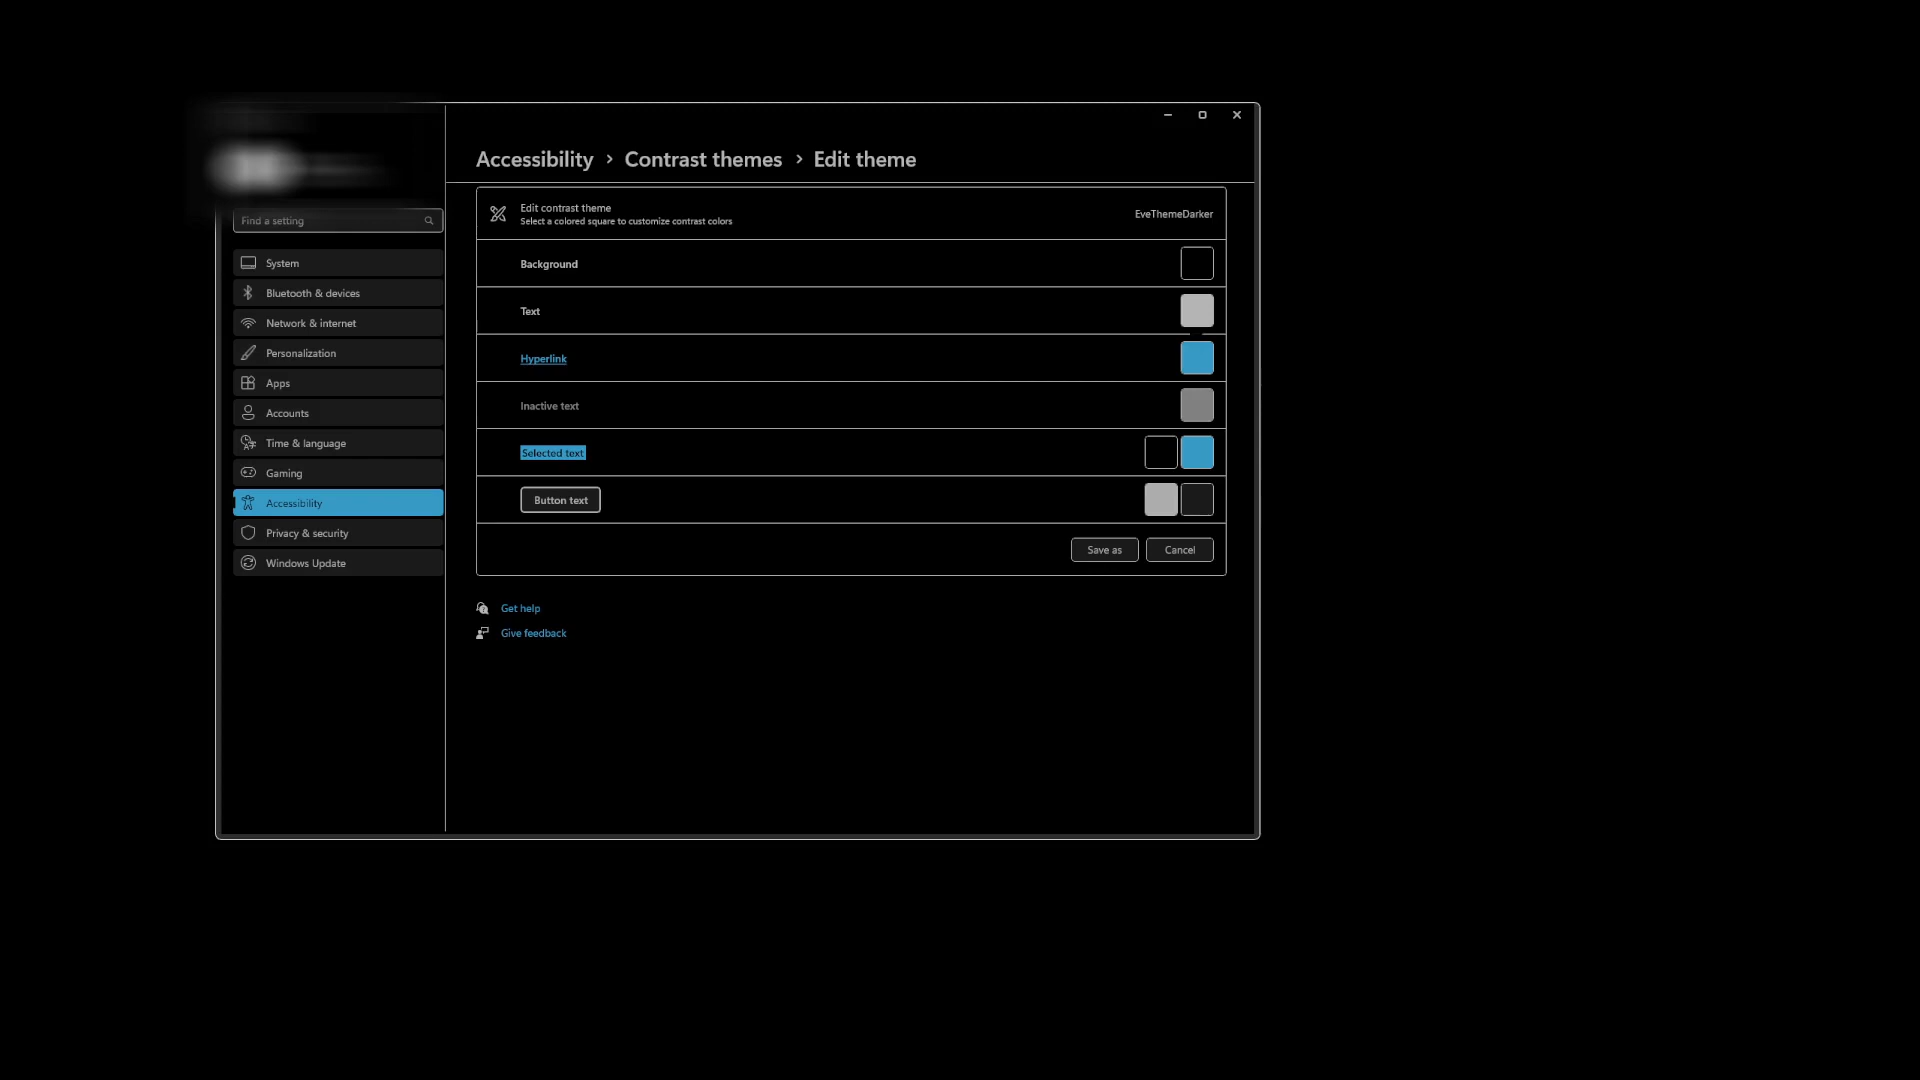 Accessibility > Contrast themes > Edit theme
Find a setting
System
Bluetooth & devices
Network & internet
Personalization
Apps
Accounts
Time & language
Gaming
Accessibility
Privacy & security
Windows Update
Edit contrast theme
Select a colored square to customize contrast colors
EveThemeDarker
Background
Text
Hyperlink
Inactive text
Selected text
Button text
Save as
Cancel
Get help
Give feedback